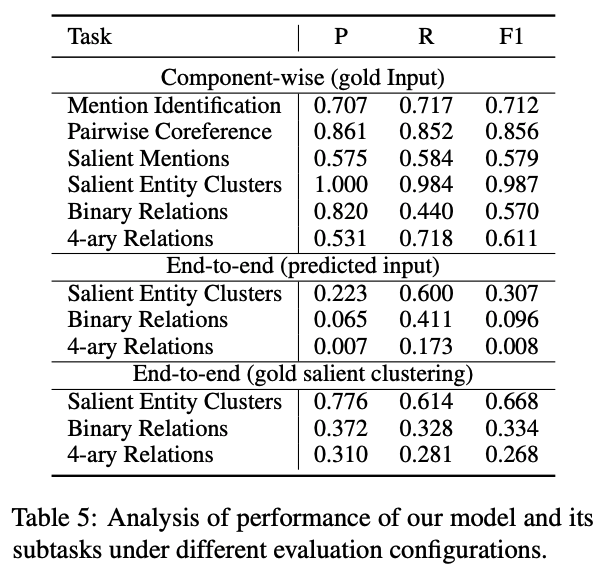 Task P R F1
Component-wise (gold Input)
Mention Identification 0.707 0.717 0.712
Pairwise Coreference 0.861 0.852 0.856
Salient Mentions 0.575 0.584 0.579
Salient Entity Clusters 1.000 0.984 0.987
Binary Relations 0.820 0.440 0.570
4-ary Relations 0.531 0.718 0.611
End-to-end (predicted input)
Salient Entity Clusters 0.223 0.600 0.307
Binary Relations 0.065 0.411 0.096
4-ary Relations 0.007 0.173 0.008
End-to-end (gold salient clustering)
Salient Entity Clusters 0.776 0.614 0.668
Binary Relations 0.372 0.328 0.334
4-ary Relations 0.310 0.281 0.268
Table 5: Analysis of performance of our model and its
subtasks under different evaluation configurations.